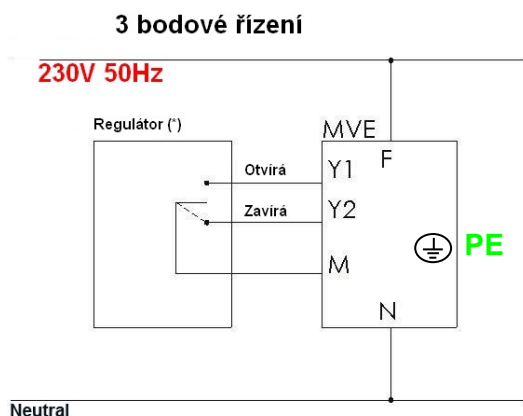 3 bodové řízení
230V 50Hz
Regulátor (*)
MVE
F
Otvírá
Y1
Zavírá
Y2
PE
M
N
Neutral